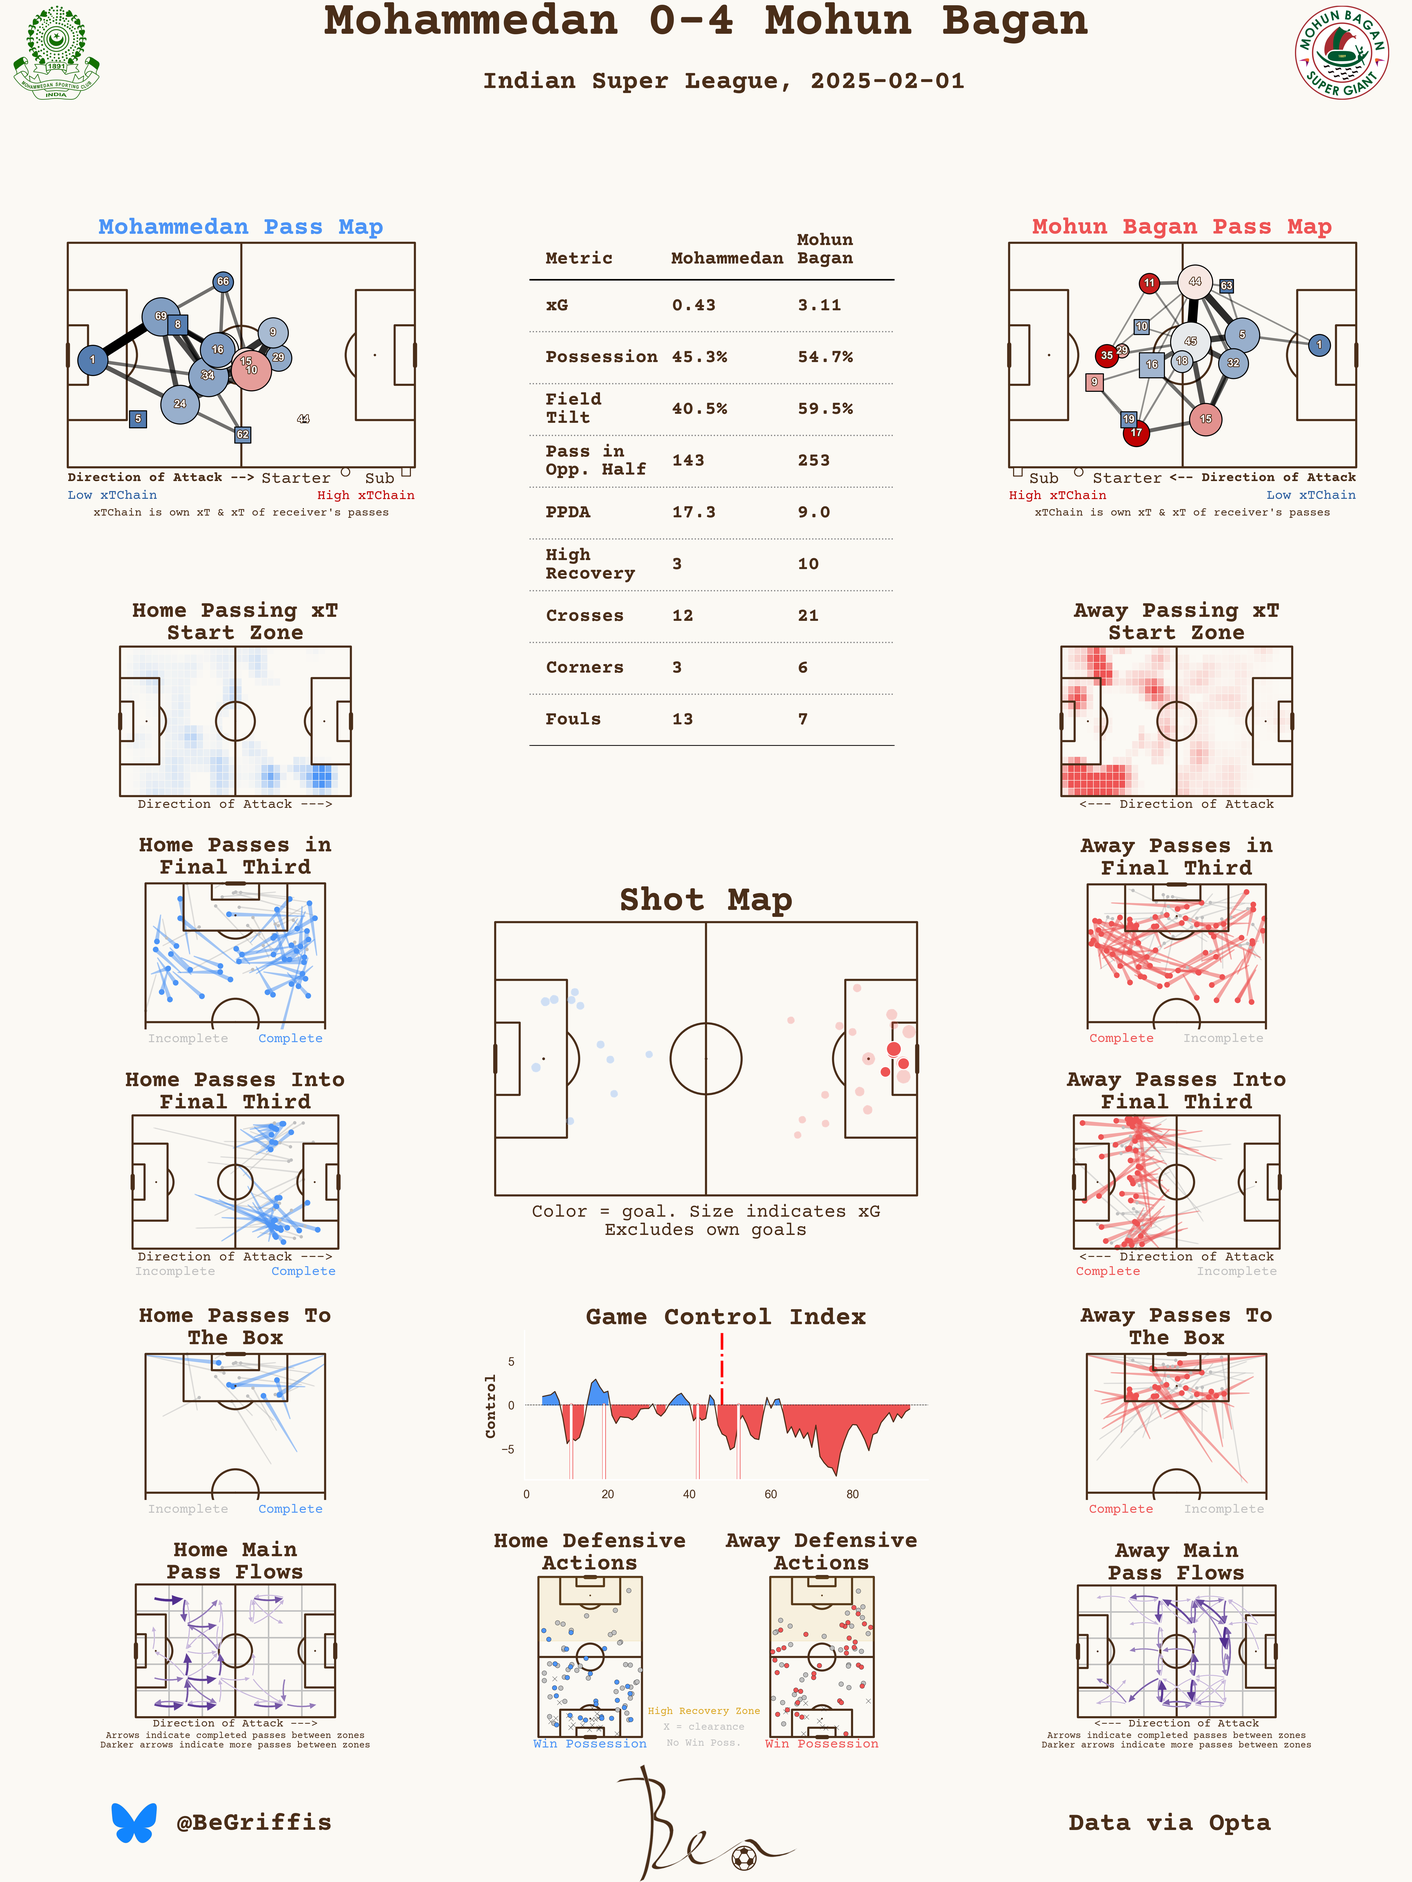 Mohammedan 0-4 Mohun Bagan
Indian Super League, 2025-02-01
1891
MOHAMMEDAN SPORTING CLUB
INDIA
MOHUN BAGAN
SUPER GIANT
Mohammedan Pass Map
66
69
8
16
9
1
15
29
34
10
24
5
62
44
Direction of Attack --> Starter Sub
Low xTChain High xTChain
xTChain is own xT & xT of receiver's passes
Metric Mohammedan Mohun Bagan
xG 0.43 3.11
Possession 45.3% 54.7%
Field Tilt 40.5% 59.5%
Pass in Opp. Half 143 253
PPDA 17.3 9.0
High Recovery 3 10
Crosses 12 21
Corners 3 6
Fouls 13 7
Mohun Bagan Pass Map
11
44
63
10
5
45
1
35
29
18
16
32
9
19
17
15
Sub Starter <-- Direction of Attack
High xTChain Low xTChain
xTChain is own xT & xT of receiver's passes
Home Passing xT
Start Zone
Direction of Attack --->
Away Passing xT
Start Zone
<--- Direction of Attack
Home Passes in
Final Third
Incomplete Complete
Away Passes in
Final Third
Complete Incomplete
Shot Map
Color = goal. Size indicates xG
Excludes own goals
Home Passes Into
Final Third
Direction of Attack --->
Incomplete Complete
Away Passes Into
Final Third
<--- Direction of Attack
Complete Incomplete
Home Passes To
The Box
Incomplete Complete
Game Control Index
Control
5
0
−5
0 20 40 60 80
Away Passes To
The Box
Complete Incomplete
Home Main
Pass Flows
Direction of Attack --->
Arrows indicate completed passes between zones
Darker arrows indicate more passes between zones
Home Defensive
Actions
Win Possession
Away Defensive
Actions
Win Possession
High Recovery Zone
X = clearance
No Win Poss.
Away Main
Pass Flows
<--- Direction of Attack
Arrows indicate completed passes between zones
Darker arrows indicate more passes between zones
@BeGriffis
Ben
Data via Opta